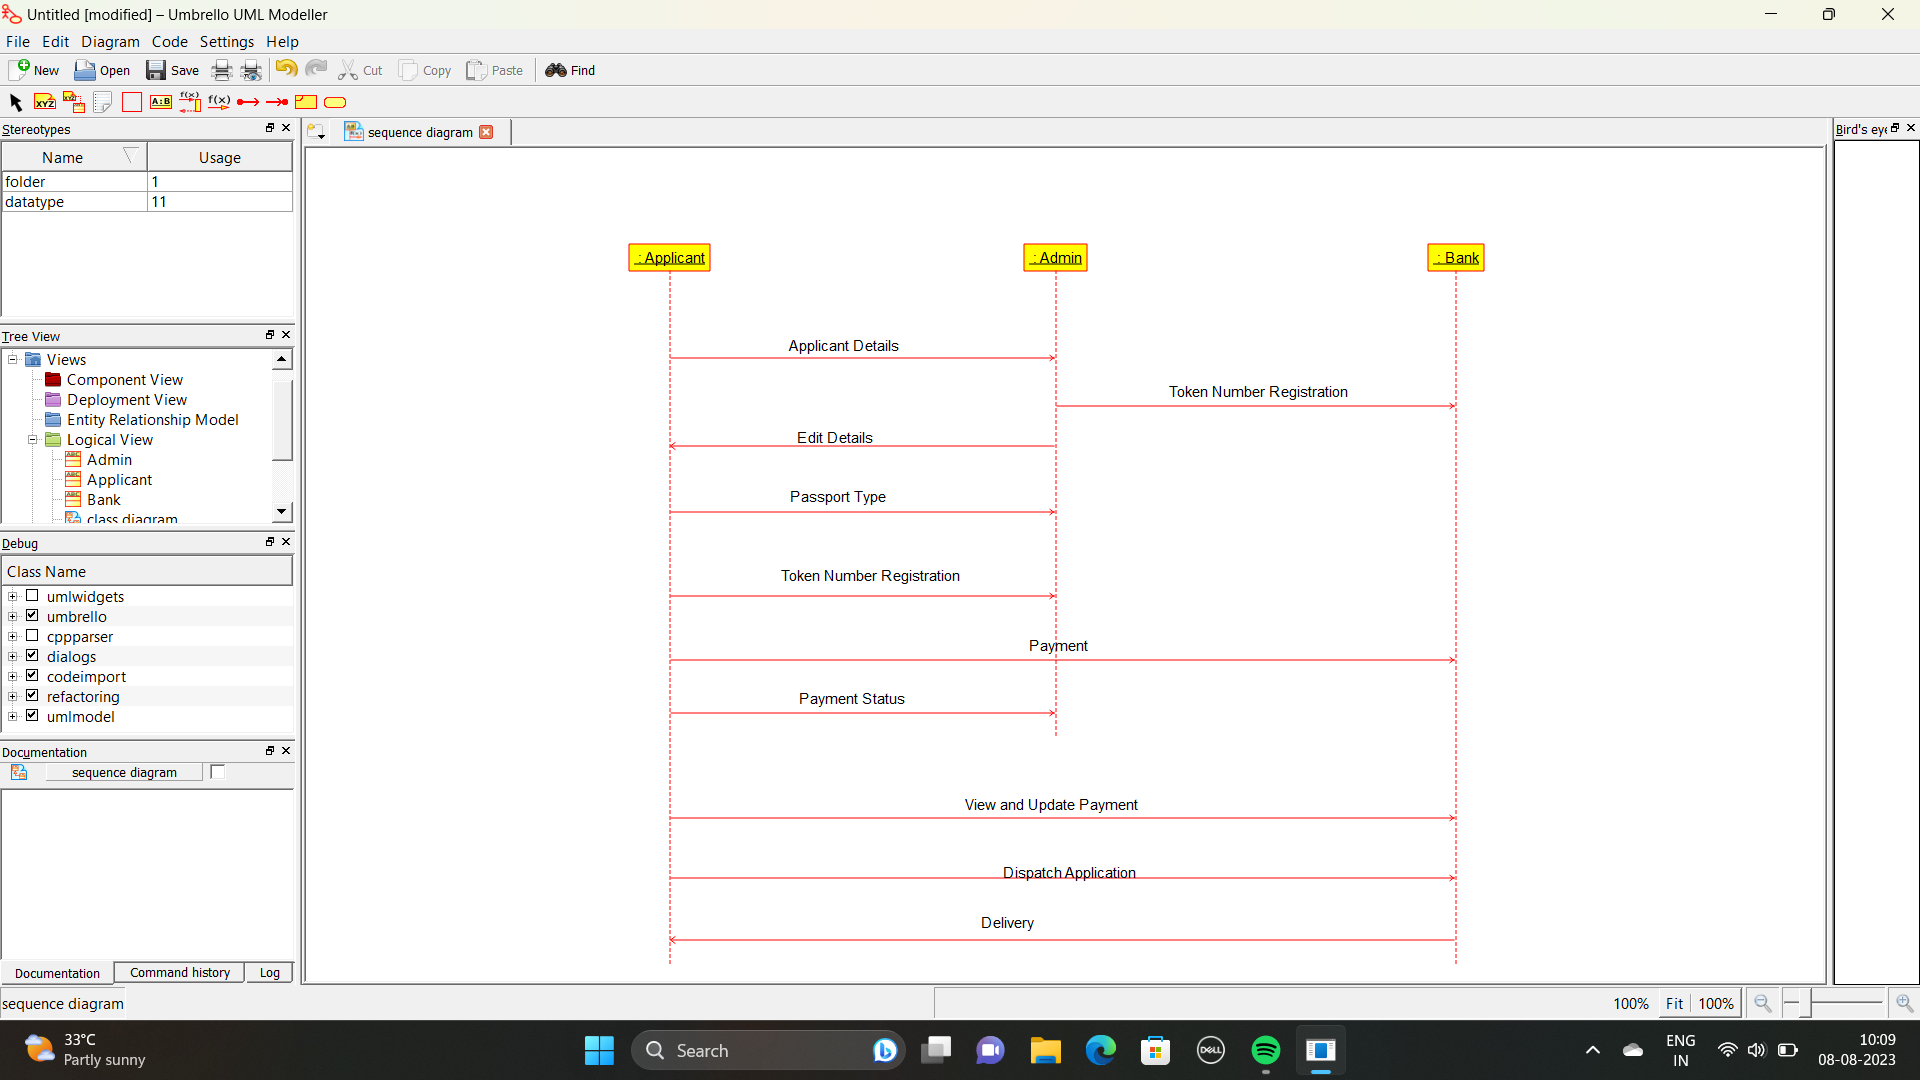 Untitled [modified] – Umbrello UML Modeller
File Edit Diagram Code Settings Help
New Open Save Cut Copy Paste Find
XYZ XYZ A:B f(x) f(x)
Stereotypes
sequence diagram
Bird's eye
Name Usage
folder 1
datatype 11
: Applicant : Admin : Bank
Applicant Details
Token Number Registration
Edit Details
Passport Type
Token Number Registration
Payment
Payment Status
View and Update Payment
Dispatch Application
Delivery
Tree View
Views
Component View
Deployment View
Entity Relationship Model
Logical View
Admin
Applicant
Bank
class diagram
Debug
Class Name
umlwidgets
umbrello
cppparser
dialogs
codeimport
refactoring
umlmodel
Documentation
sequence diagram
Documentation Command history Log
sequence diagram
100% Fit 100%
33°C
Partly sunny
Search
DELL
ENG
IN
10:09
08-08-2023